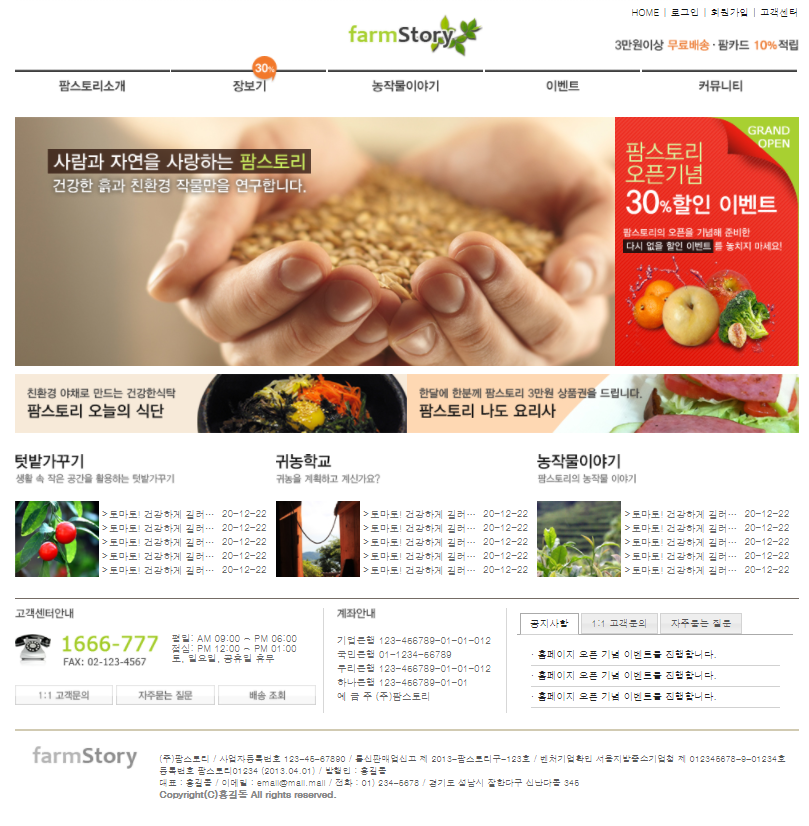 HOME | 로그인 | 회원가입 | 고객센터
farmStory
3만원이상 무료배송 · 팜카드 10%적립
30%
팜스토리소개 장보기 농작물이야기 이벤트 커뮤니티
사람과 자연을 사랑하는 팜스토리
건강한 흙과 친환경 작물만을 연구합니다.
GRAND
OPEN
팜스토리
오픈기념
30%할인 이벤트
팜스토리의 오픈을 기념해 준비한
다시 없을 할인 이벤트를 놓치지 마세요!
친환경 야채로 만드는 건강한식탁
팜스토리 오늘의 식단
한달에 한분께 팜스토리 3만원 상품권을 드립니다.
팜스토리 나도 요리사
텃밭가꾸기
생활 속 작은 공간을 활용하는 텃밭가꾸기
>토마토! 건강하게 길러… 20-12-22
>토마토! 건강하게 길러… 20-12-22
>토마토! 건강하게 길러… 20-12-22
>토마토! 건강하게 길러… 20-12-22
>토마토! 건강하게 길러… 20-12-22
귀농학교
귀농을 계획하고 계신가요?
>토마토! 건강하게 길러… 20-12-22
>토마토! 건강하게 길러… 20-12-22
>토마토! 건강하게 길러… 20-12-22
>토마토! 건강하게 길러… 20-12-22
>토마토! 건강하게 길러… 20-12-22
농작물이야기
팜스토리의 농작물 이야기
>토마토! 건강하게 길러… 20-12-22
>토마토! 건강하게 길러… 20-12-22
>토마토! 건강하게 길러… 20-12-22
>토마토! 건강하게 길러… 20-12-22
>토마토! 건강하게 길러… 20-12-22
고객센터안내
1666-777
FAX: 02-123-4567
평일: AM 09:00 ~ PM 06:00
점심: PM 12:00 ~ PM 01:00
토, 일요일, 공휴일 휴무
1:1 고객문의 자주묻는 질문 배송 조회
계좌안내
기업은행 123-456789-01-01-012
국민은행 01-1234-56789
우리은행 123-456789-01-01-012
하나은행 123-456789-01-01
예 금 주 (주)팜스토리
공지사항 1:1 고객문의 자주묻는 질문
· 홈페이지 오픈 기념 이벤트를 진행합니다.
· 홈페이지 오픈 기념 이벤트를 진행합니다.
· 홈페이지 오픈 기념 이벤트를 진행합니다.
farmStory
(주)팜스토리 / 사업자등록번호 123-45-67890 / 통신판매업신고 제 2013-팜스토리구-123호 / 벤처기업확인 서울지방중소기업청 제 012345678-9-01234호
등록번호 팜스토리01234 (2013.04.01) / 발행인 : 홍길동
대표 : 홍길동 / 이메일 : email@mail.mail / 전화 : 01) 234-5678 / 경기도 성남시 잘한다구 신난다동 345
Copyright(C)홍길동 All rights reserved.